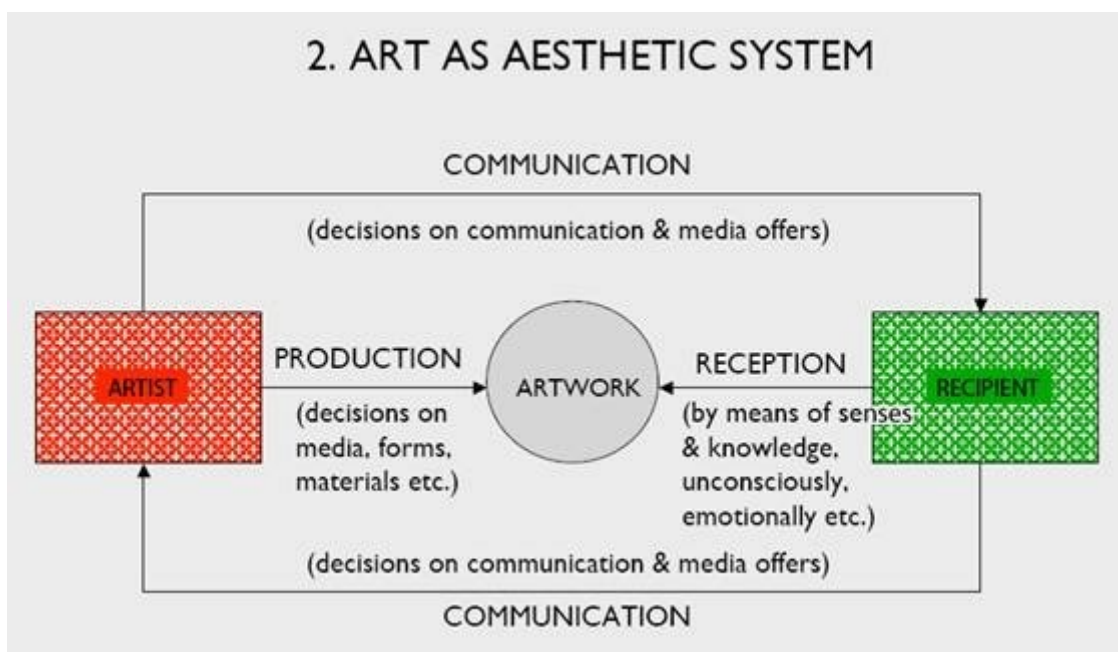 2. ART AS AESTHETIC SYSTEM
COMMUNICATION
(decisions on communication & media offers)
ARTIST
PRODUCTION
(decisions on
media, forms,
materials etc.)
ARTWORK
RECEPTION
(by means of senses
& knowledge,
unconsciously,
emotionally etc.)
RECIPIENT
(decisions on communication & media offers)
COMMUNICATION